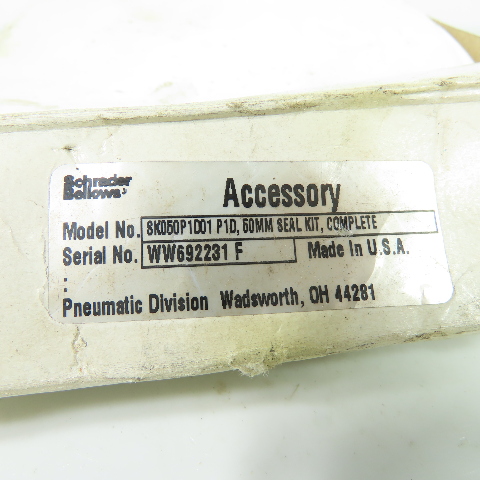 Schrader
Bellows
Accessory
Model No. SK050P1D01 P1D, 50MM SEAL KIT, COMPLETE
Serial No. WW692231 F Made In U.S.A.
:
Pneumatic Division Wadsworth, OH 44281